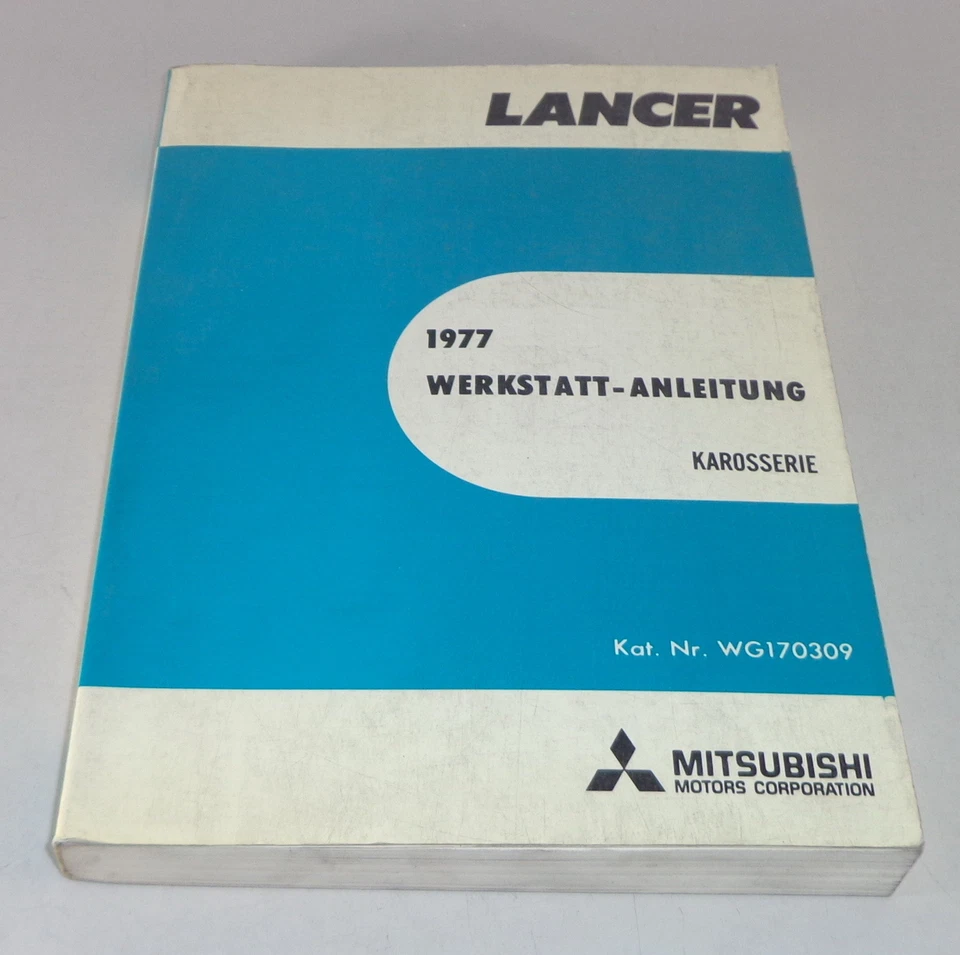 LANCER
1977
WERKSTATT-ANLEITUNG
KAROSSERIE
Kat. Nr. WG170309
MITSUBISHI
MOTORS CORPORATION